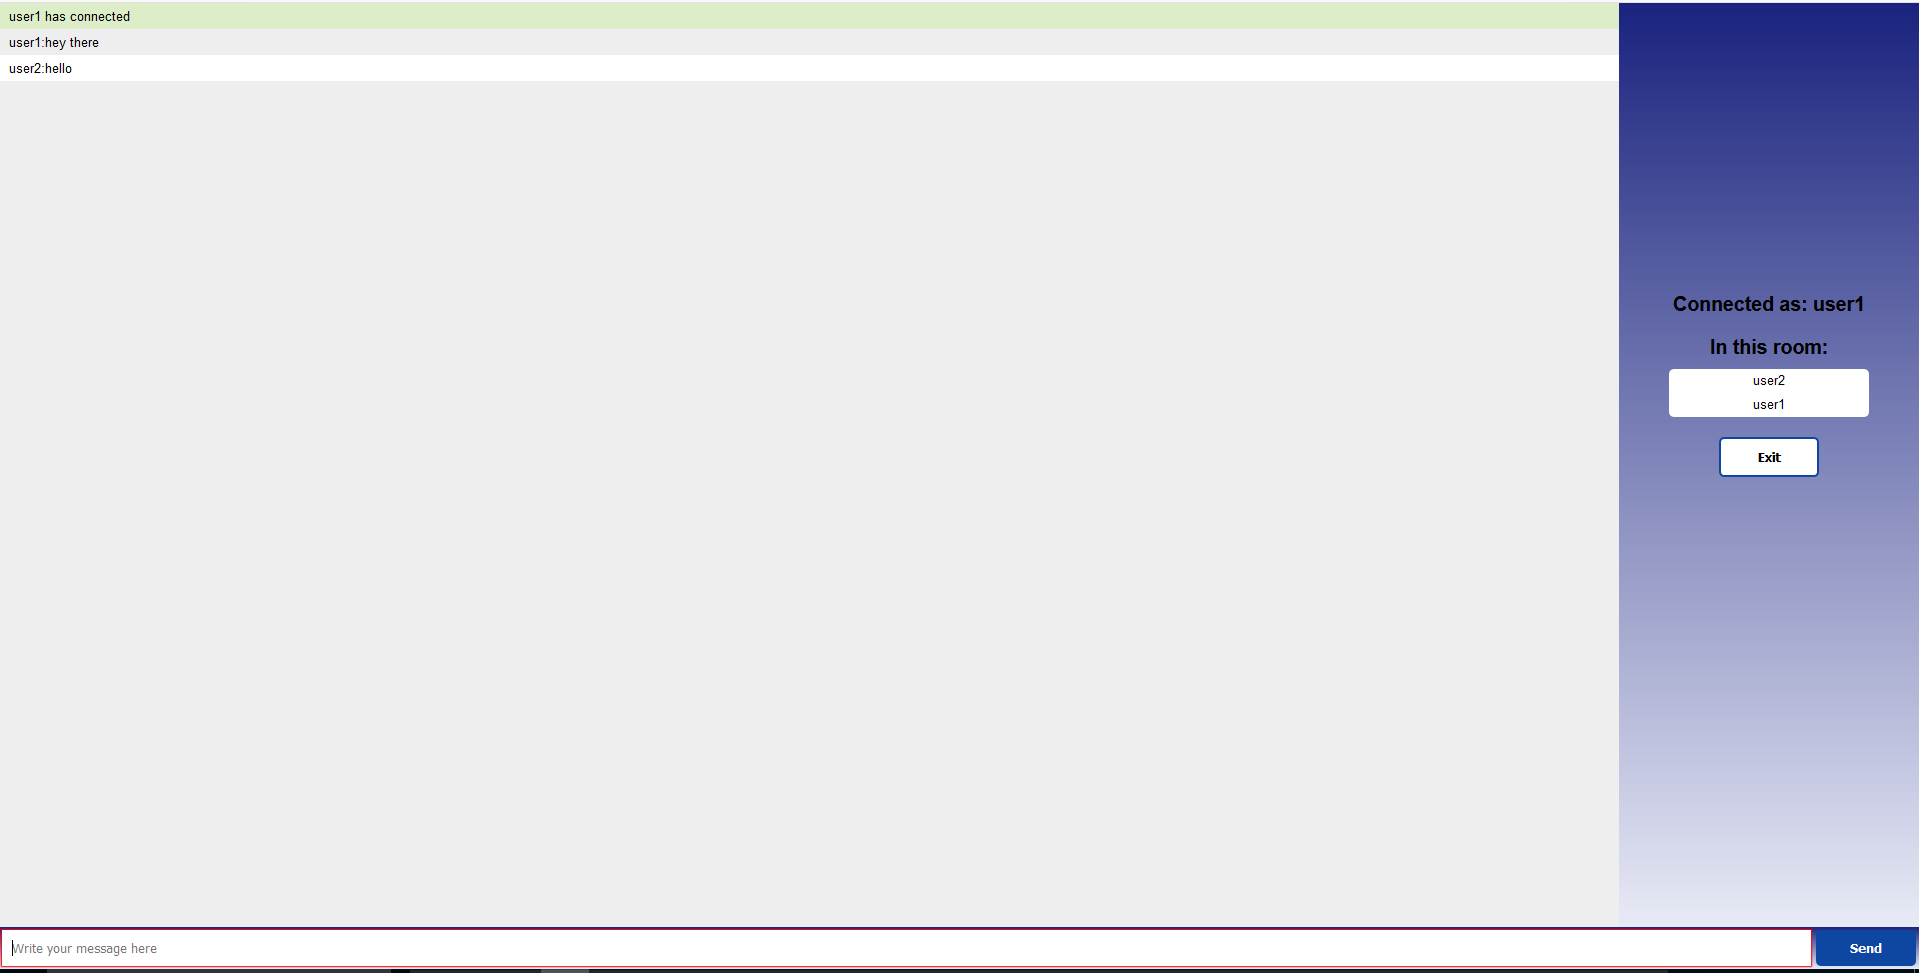 user1 has connected
user1:hey there
user2:hello
Connected as: user1
In this room:
user2
user1
Exit
Write your message here
Send